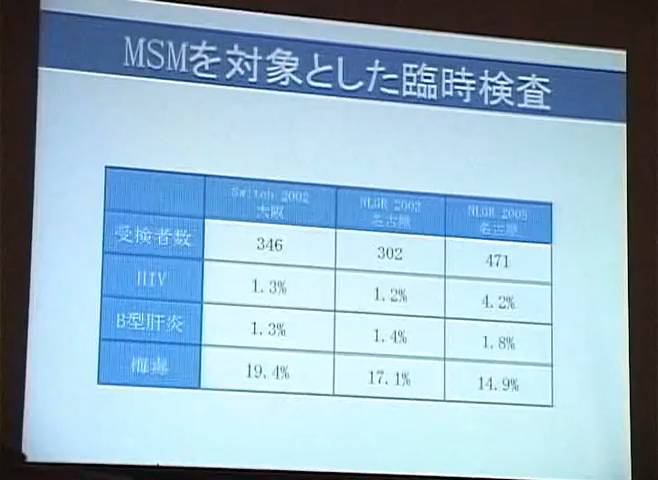 MSMを対象とした臨時検査
Switch 2002 NLGR 2002 NLGR 2005
大阪 名古屋 名古屋
受検者数 346 302 471
HIV 1.3% 1.2% 4.2%
B型肝炎 1.3% 1.4% 1.8%
梅毒 19.4% 17.1% 14.9%